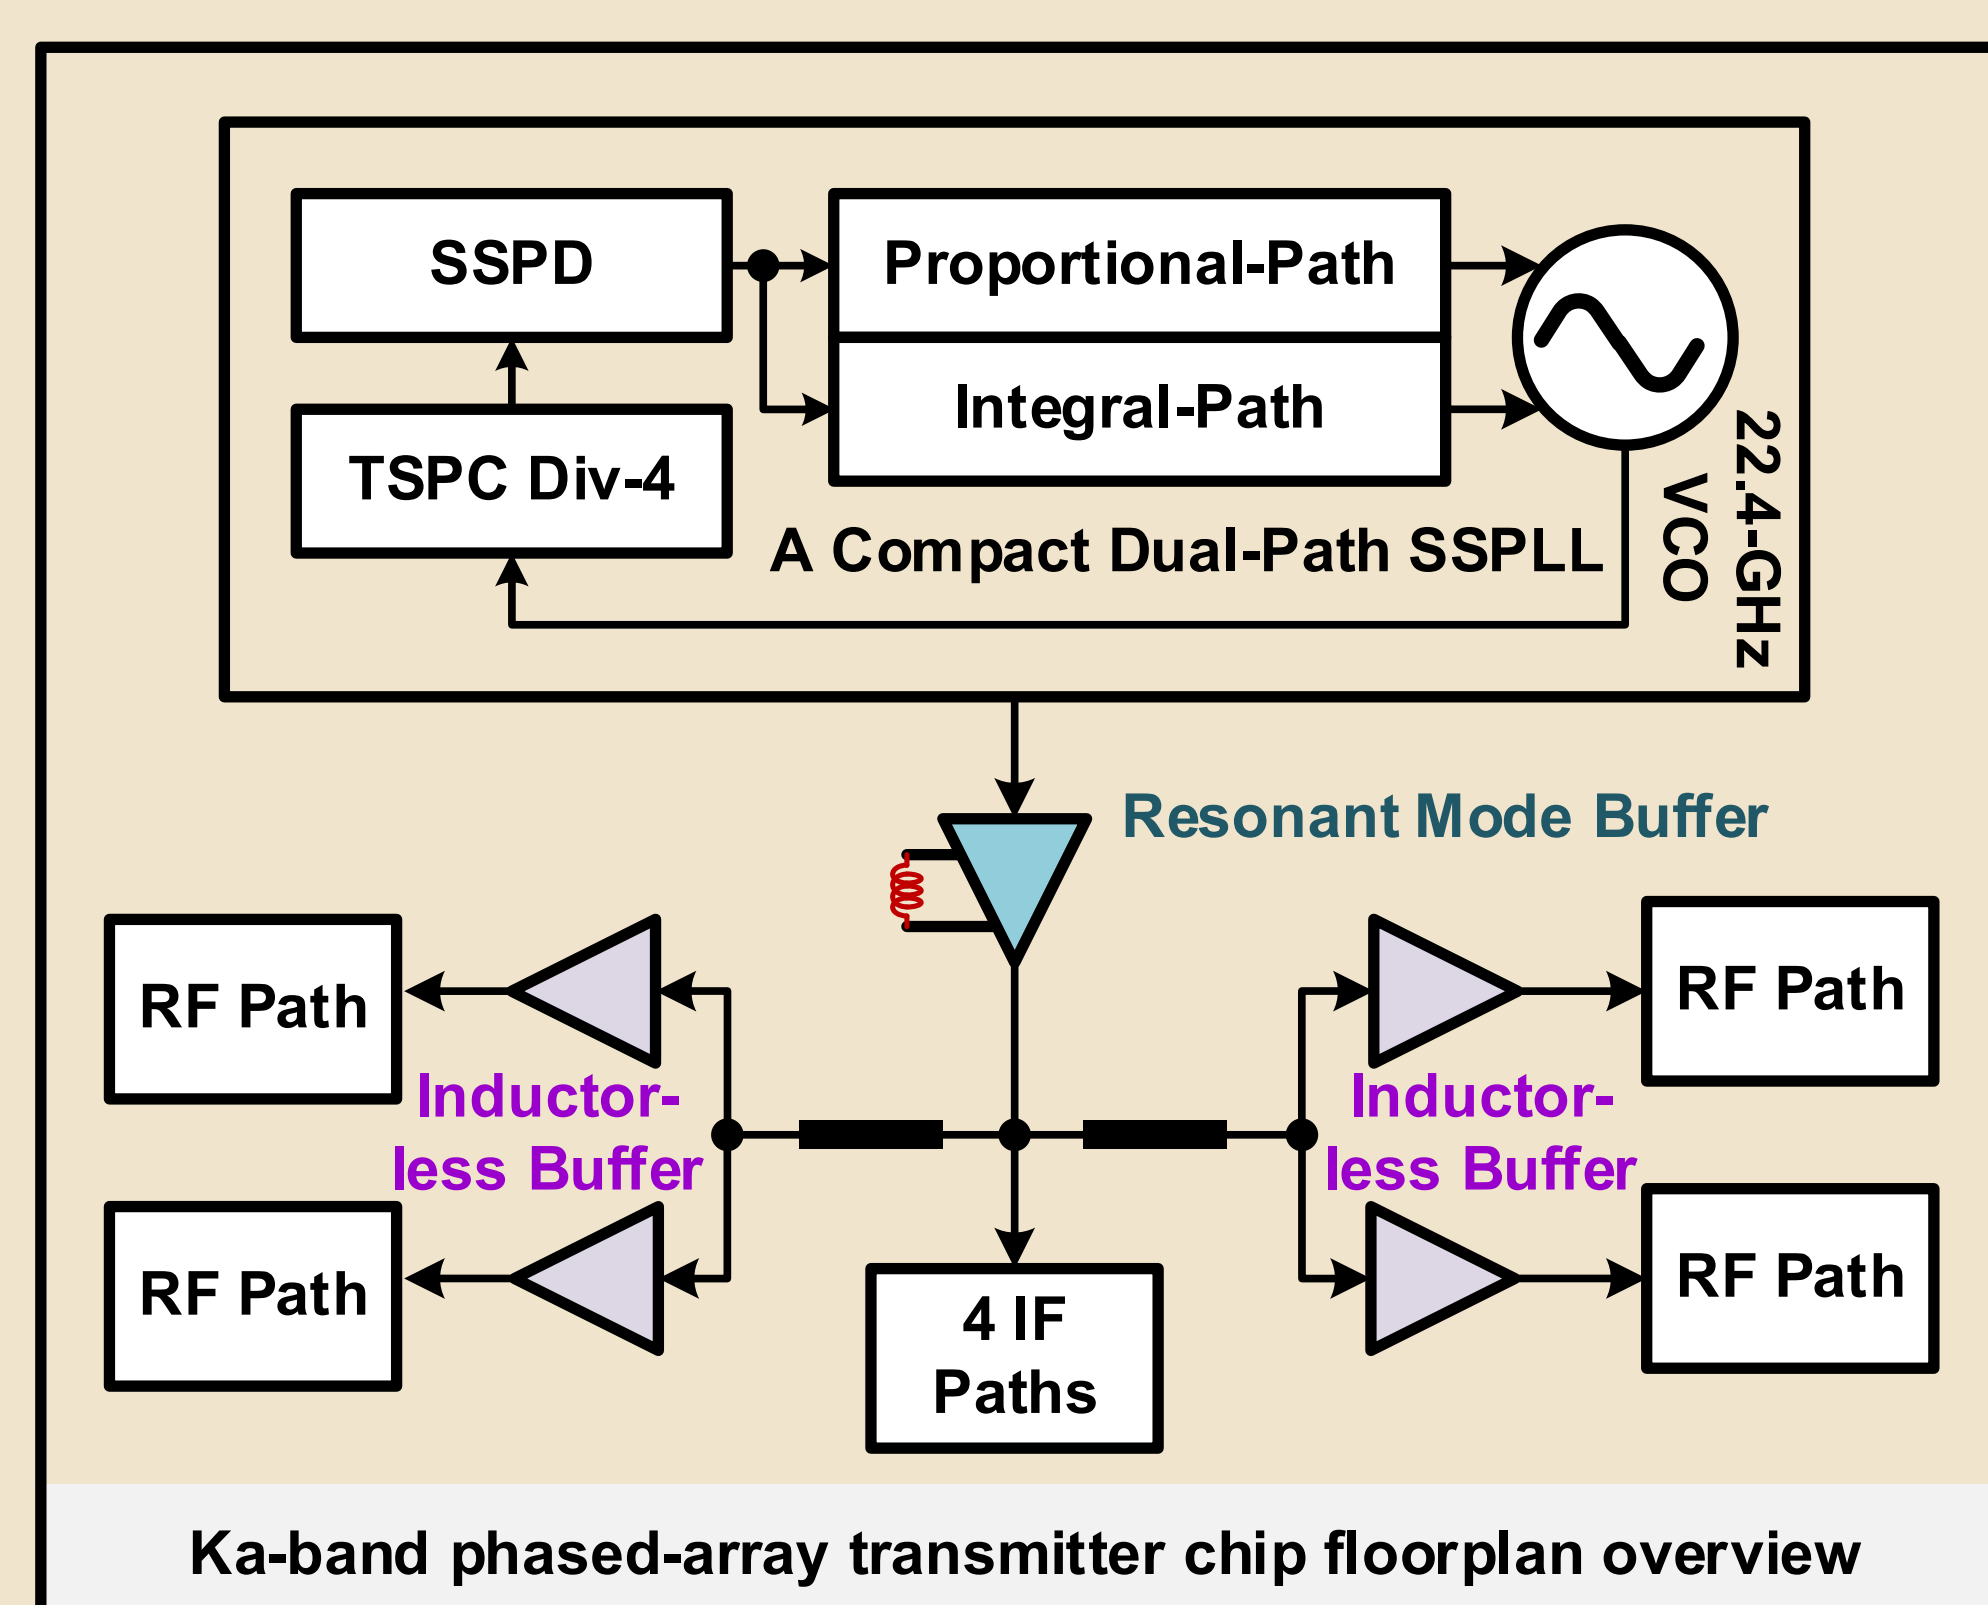 SSPD
Proportional-Path
Integral-Path
TSPC Div-4
A Compact Dual-Path SSPLL
22.4-GHz
VCO
Resonant Mode Buffer
RF Path
RF Path
Inductor-
less Buffer
Inductor-
less Buffer
RF Path
RF Path
4 IF
Paths
Ka-band phased-array transmitter chip floorplan overview